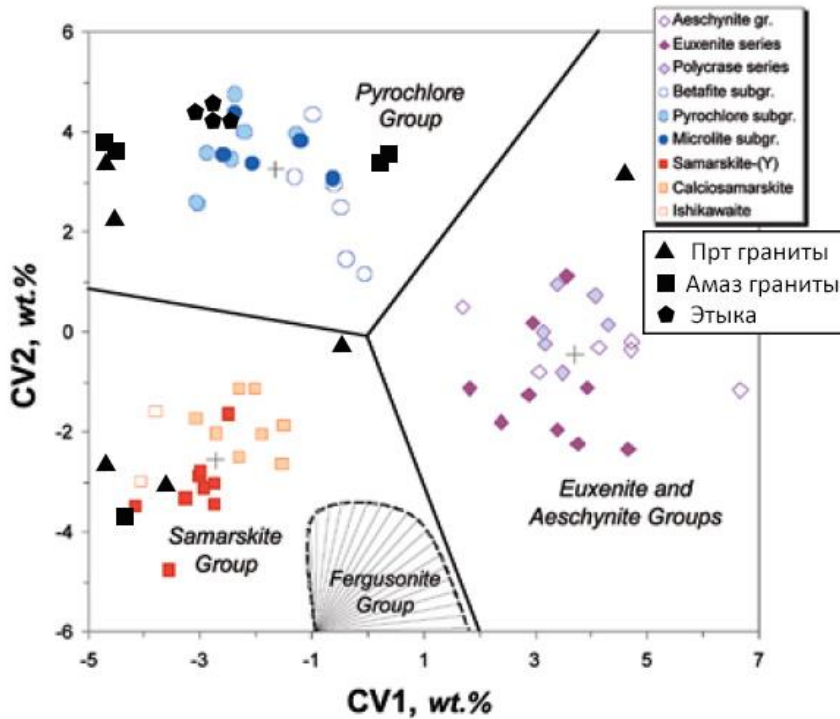 6
4
2
0
-2
-4
-6
-5
-3
-1
1
3
5
7
CV2, wt.%
CV1, wt.%
Pyrochlore
Group
Samarskite
Group
Fergusonite
Group
Euxenite and
Aeschynite Groups
Aeschynite gr.
Euxenite series
Polycrase series
Betafite subgr.
Pyrochlore subgr.
Microlite subgr.
Samarskite-(Y)
Calciosamarskite
Ishikawaite
Прт граниты
Амаз граниты
Этыка